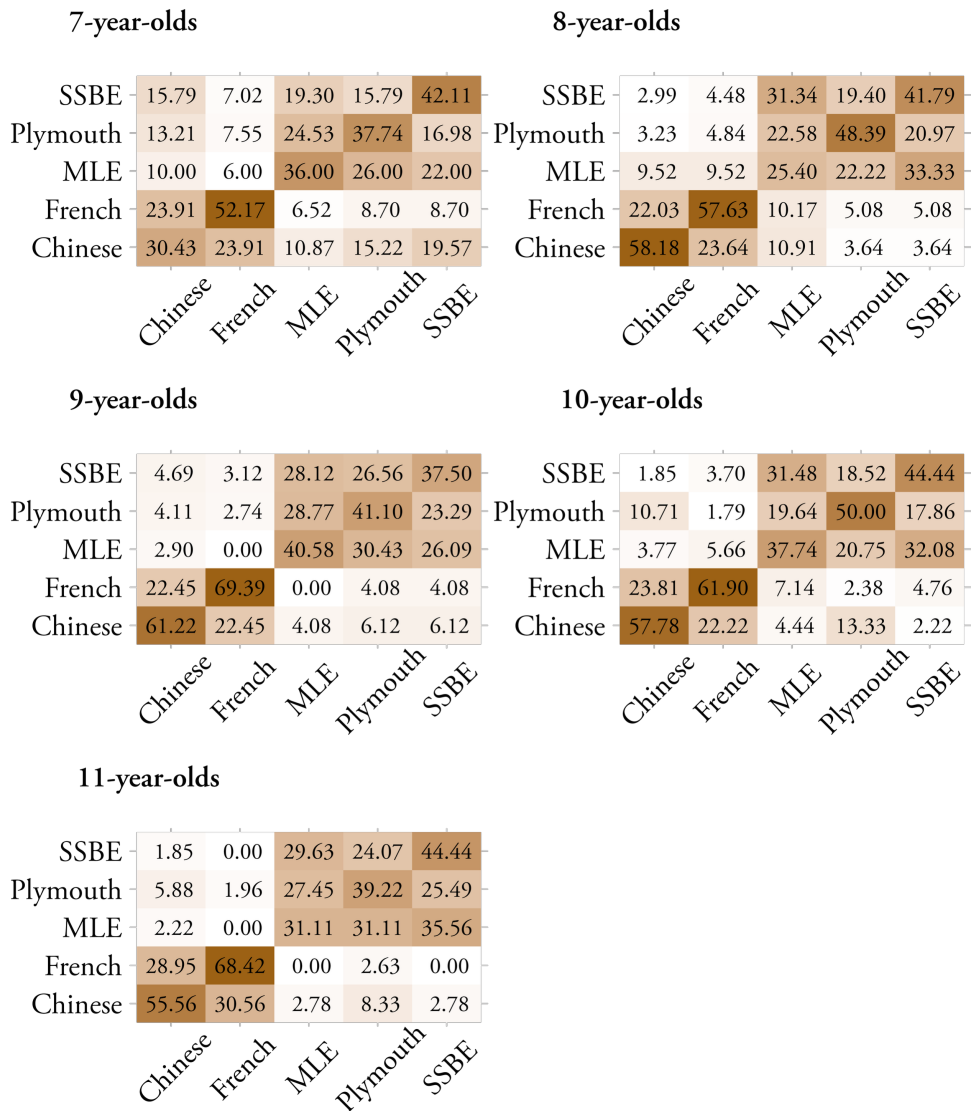 7-year-olds
SSBE 15.79 7.02 19.30 15.79 42.11
Plymouth 13.21 7.55 24.53 37.74 16.98
MLE 10.00 6.00 36.00 26.00 22.00
French 23.91 52.17 6.52 8.70 8.70
Chinese 30.43 23.91 10.87 15.22 19.57
Chinese French MLE Plymouth SSBE
8-year-olds
SSBE 2.99 4.48 31.34 19.40 41.79
Plymouth 3.23 4.84 22.58 48.39 20.97
MLE 9.52 9.52 25.40 22.22 33.33
French 22.03 57.63 10.17 5.08 5.08
Chinese 58.18 23.64 10.91 3.64 3.64
Chinese French MLE Plymouth SSBE
9-year-olds
SSBE 4.69 3.12 28.12 26.56 37.50
Plymouth 4.11 2.74 28.77 41.10 23.29
MLE 2.90 0.00 40.58 30.43 26.09
French 22.45 69.39 0.00 4.08 4.08
Chinese 61.22 22.45 4.08 6.12 6.12
Chinese French MLE Plymouth SSBE
10-year-olds
SSBE 1.85 3.70 31.48 18.52 44.44
Plymouth 10.71 1.79 19.64 50.00 17.86
MLE 3.77 5.66 37.74 20.75 32.08
French 23.81 61.90 7.14 2.38 4.76
Chinese 57.78 22.22 4.44 13.33 2.22
Chinese French MLE Plymouth SSBE
11-year-olds
SSBE 1.85 0.00 29.63 24.07 44.44
Plymouth 5.88 1.96 27.45 39.22 25.49
MLE 2.22 0.00 31.11 31.11 35.56
French 28.95 68.42 0.00 2.63 0.00
Chinese 55.56 30.56 2.78 8.33 2.78
Chinese French MLE Plymouth SSBE